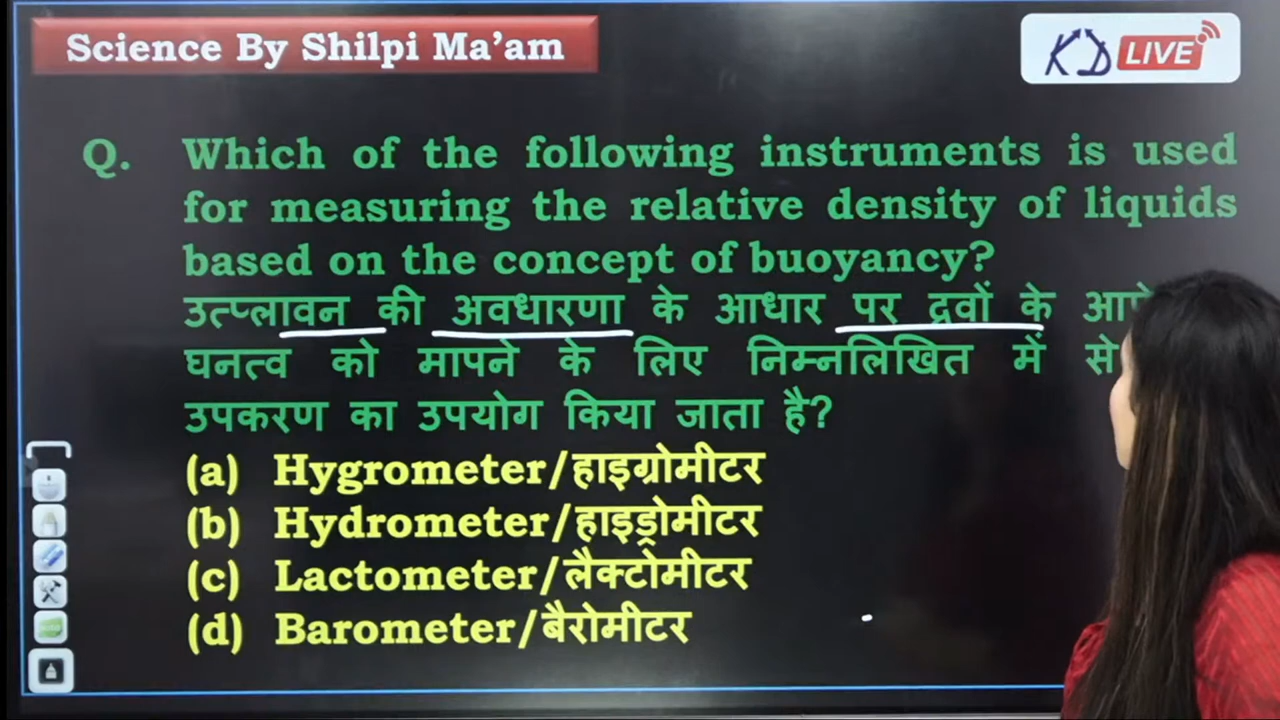 Science By Shilpi Ma’am
KD LIVE
Q. Which of the following instruments is used
for measuring the relative density of liquids
based on the concept of buoyancy?
उत्प्लावन की अवधारणा के आधार पर द्रवों के
घनत्व को मापने के लिए निम्नलिखित में से
उपकरण का उपयोग किया जाता है?
(a) Hygrometer/हाइग्रोमीटर
(b) Hydrometer/हाइड्रोमीटर
(c) Lactometer/लैक्टोमीटर
(d) Barometer/बैरोमीटर